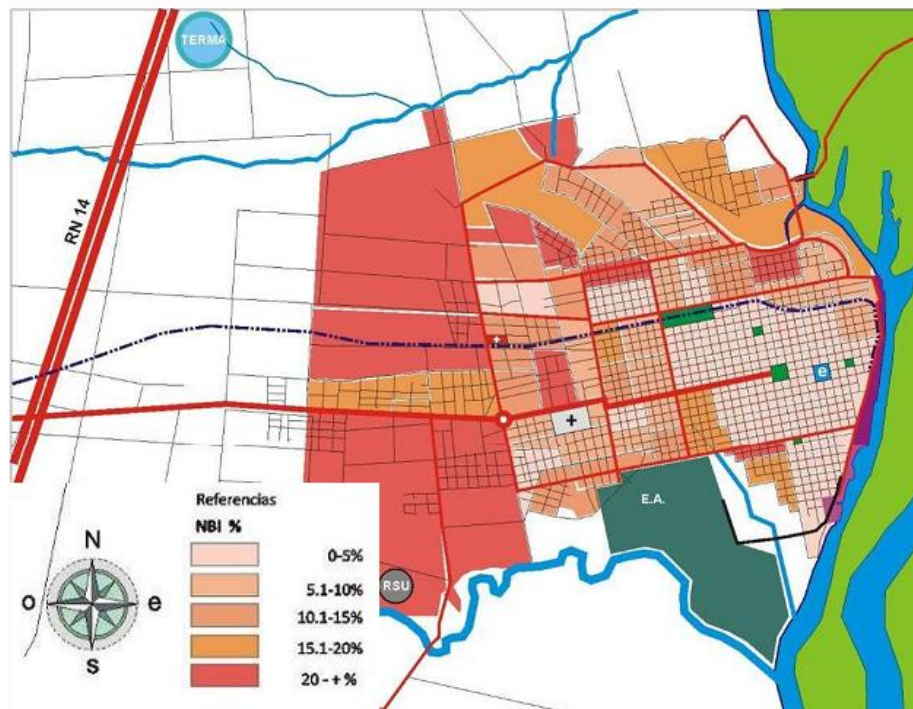 TERMA
RN 14
+
e
+
E.A.
Referencias
NBI %
0-5%
5.1-10%
10.1-15%
15.1-20%
20 - + %
N
o
e
s
RSU